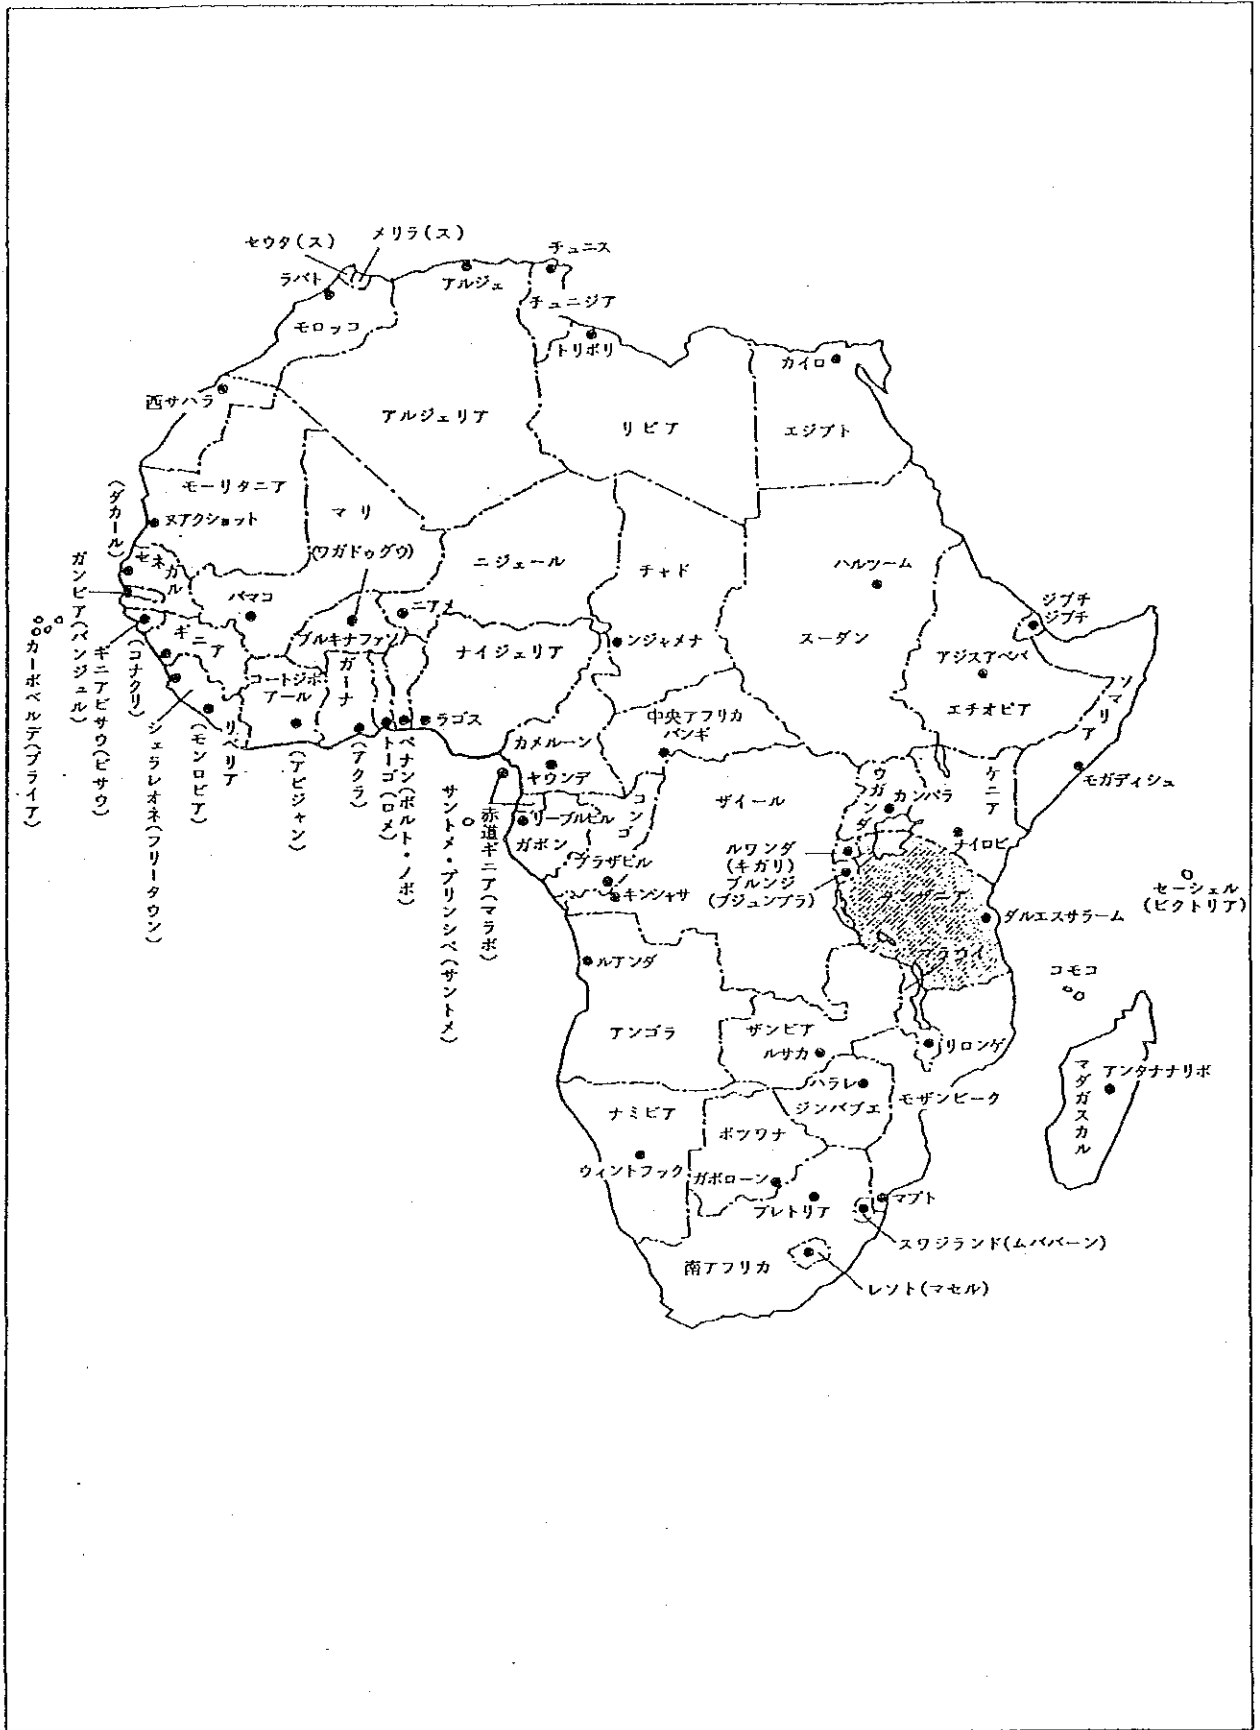 セウタ(ス)
メリラ(ス)
チュニス
ラバト
アルジェ
チュニジア
モロッコ
トリポリ
カイロ
西サハラ
アルジェリア
リビア
エジプト
モーリタニア
マリ
ヌアクショット
(ダカール)
セネガル
(ワガドゥグウ)
ニジェール
チャド
ハルツーム
ガンビア(バンジュル)
バマコ
ニアメ
ジブチ
ジブチ
ギニア
ブルキナファソ
ナイジェリア
ンジャメナ
スーダン
アジスアベバ
ソマリア
カーボベルデ(プライア)
ギニアビサウ(ビサウ)
(コナクリ)
コートジボアール
ガーナ
エチオピア
シェラレオネ(フリータウン)
(モンロビア)
リベリア
(アビジャン)
(アクラ)
トーゴ(ロメ)
ベナン(ポルト・ノボ)
ラゴス
中央アフリカ
バンギ
カメルーン
ヤウンデ
サントメ・プリンシペ(サントメ)
赤道ギニア(マラボ)
リーブルビル
ガボン
コンゴ
ブラザビル
キンシャサ
ザイール
ウガンダ
カンパラ
ケニア
モガディシュ
ナイロビ
ルワンダ
(キガリ)
ブルンジ
(ブジュンブラ)
タンザニア
ダルエスサラーム
セーシェル
(ビクトリア)
マラウイ
コモコ
ルアンダ
アンゴラ
ザンビア
ルサカ
リロンゲ
ハラレ
ジンバブエ
モザンビーク
マダガスカル
アンタナナリボ
ナミビア
ボツワナ
ウィントフック
ガボローン
プレトリア
マプト
スワジランド(ムババーン)
南アフリカ
レソト(マセル)